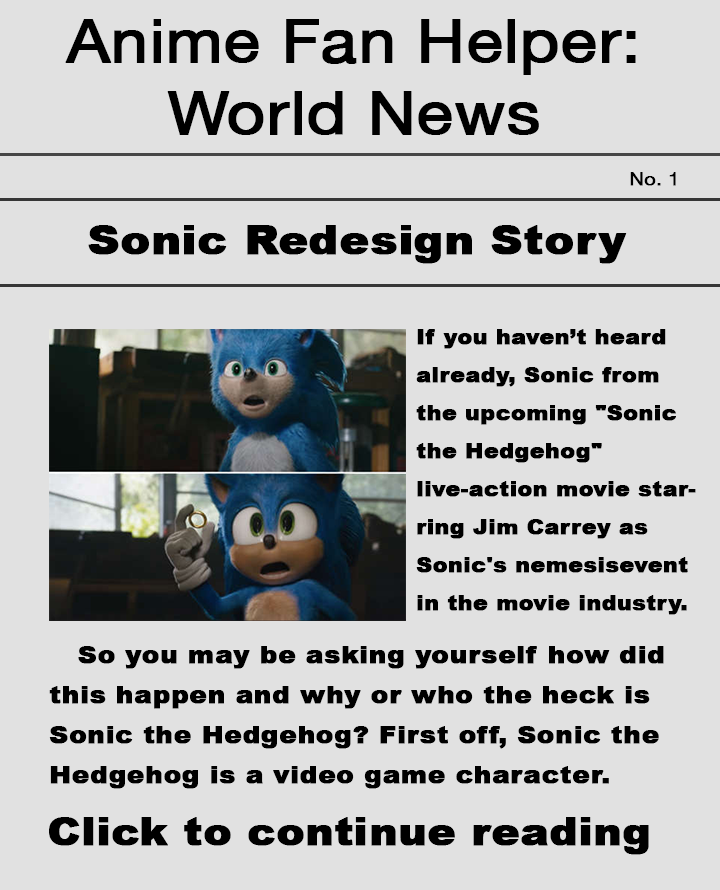 Anime Fan Helper:
World News
No. 1
Sonic Redesign Story
If you haven’t heard
already, Sonic from
the upcoming "Sonic
the Hedgehog"
live-action movie star-
ring Jim Carrey as
Sonic's nemesisevent
in the movie industry.
So you may be asking yourself how did
this happen and why or who the heck is
Sonic the Hedgehog? First off, Sonic the
Hedgehog is a video game character.
Click to continue reading